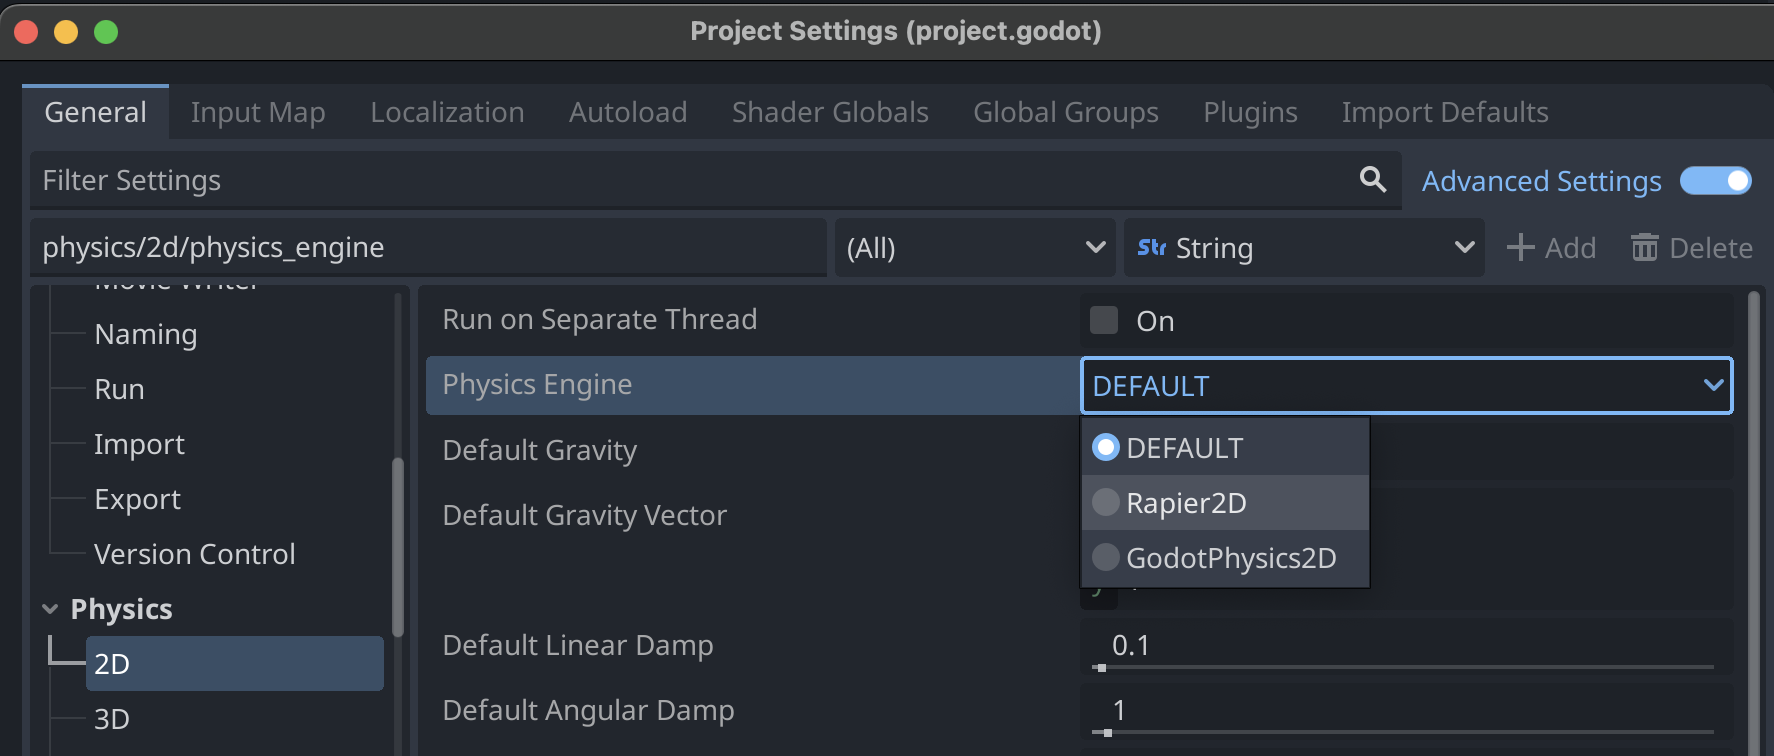 Project Settings (project.godot)
General Input Map Localization Autoload Shader Globals Global Groups Plugins Import Defaults
Filter Settings Advanced Settings
physics/2d/physics_engine (All) Str String + Add Delete
Movie Writer
Naming
Run
Import
Export
Version Control
Physics
2D
3D
Run on Separate Thread On
Physics Engine DEFAULT
DEFAULT
Rapier2D
GodotPhysics2D
Default Gravity
Default Gravity Vector
y
Default Linear Damp 0.1
Default Angular Damp 1